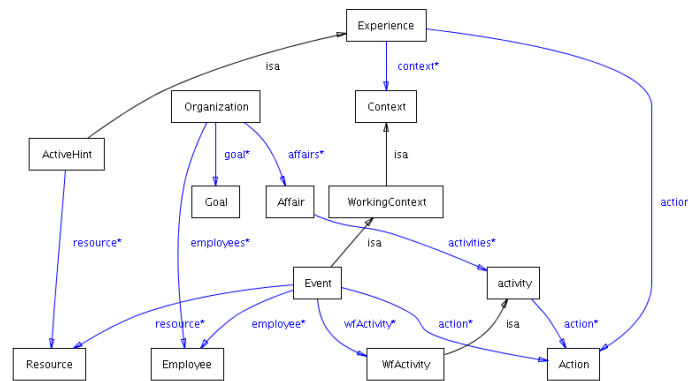 Experience
isa
context*
Organization
Context
ActiveHint
goal*
affairs*
isa
Goal
Affair
WorkingContext
action
resource*
employees*
isa
activities*
Event
activity
resource*
employee*
wfActivity*
action*
isa
action*
Resource
Employee
WfActivity
Action